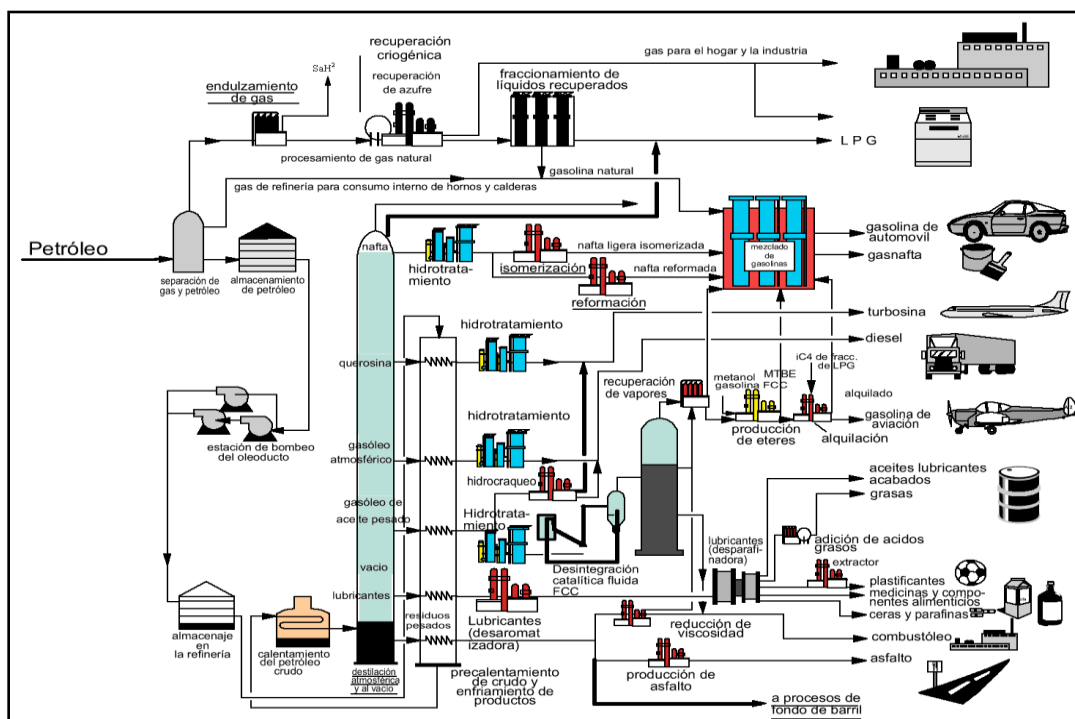 recuperación
criogénica
recuperación
de azufre
SaH²
endulzamiento
de gas
fraccionamiento de
líquidos recuperados
gas para el hogar y la industria
L P G
procesamiento de gas natural
gasolina natural
gas de refinería para consumo interno de hornos y calderas
Petróleo
separación de
gas y petróleo
almacenamiento
de petróleo
nafta
hidrotrata-
miento
nafta ligera isomerizada
isomerización
nafta reformada
reformación
mezclado
de
gasolinas
gasolina de
automovil
gasnafta
turbosina
diesel
hidrotratamiento
querosina
recuperación
de vapores
metanol
gasolina
MTBE
FCC
iC4 de fracc.
de LPG
alquilado
producción
de eteres
alquilación
gasolina de
aviación
estación de bombeo
del oleoducto
hidrotratamiento
gasóleo
atmosférico
hidrocraqueo
gasóleo de
aceite pesado
Hidrotrata-
miento
Desintegración
catalítica fluida
FCC
vacio
lubricantes
Lubricantes
(desaromat
izadora)
residuos
pesados
lubricantes
(desparafi-
nadora)
aceites lubricantes
acabados
grasas
adición de acidos
grasos
extractor
plastificantes
medicinas y compo-
nentes alimenticios
ceras y parafinas
reducción de
viscosidad
combustóleo
producción
de asfalto
asfalto
almacenaje
en
la refinería
calentamiento
del petróleo
crudo
destilación
atmosférica
y al vacío
precalentamiento
de crudo y
enfriamiento de
productos
a procesos de
fondo de barril